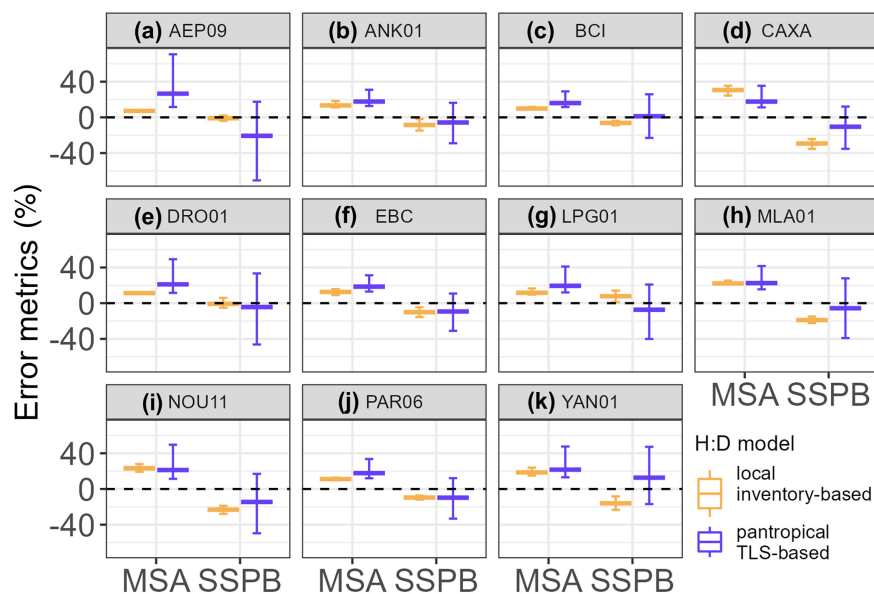 (a) AEP09
(b) ANK01
(c) BCI
(d) CAXA
40
0
-40
(e) DRO01
(f) EBC
(g) LPG01
(h) MLA01
40
0
-40
MSA SSPB
(i) NOU11
(j) PAR06
(k) YAN01
40
0
-40
MSA SSPB
MSA SSPB
MSA SSPB
Error metrics (%)
H:D model
local
inventory-based
pantropical
TLS-based